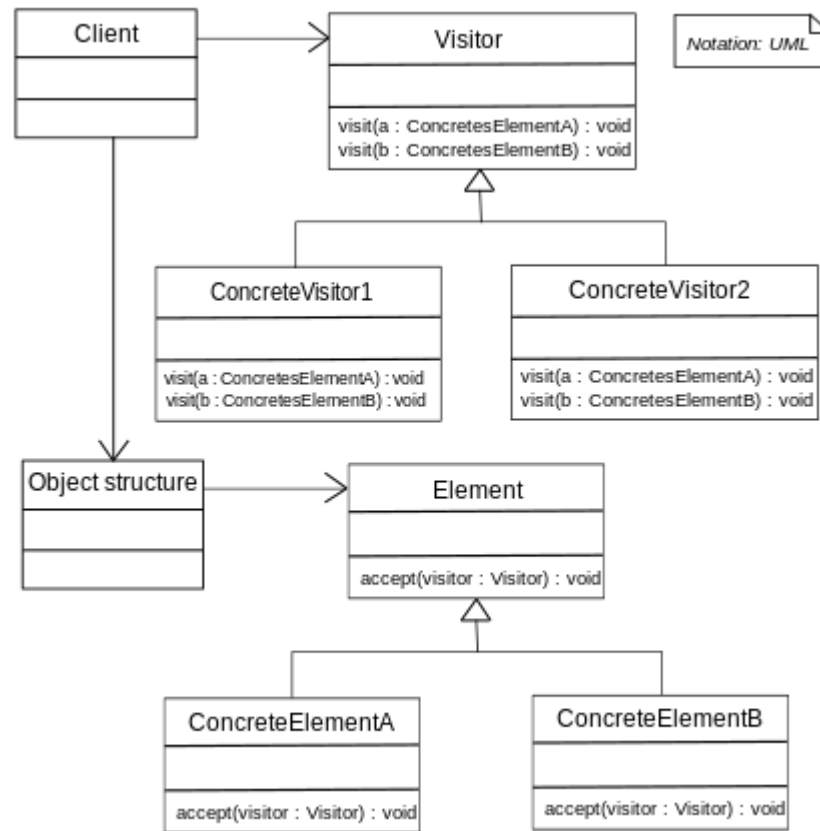 Client
Visitor
Notation: UML
visit(a : ConcretesElementA) : void
visit(b : ConcretesElementB) : void
ConcreteVisitor1
ConcreteVisitor2
visit(a : ConcretesElementA) : void
visit(b : ConcretesElementB) : void
visit(a : ConcretesElementA) : void
visit(b : ConcretesElementB) : void
Object structure
Element
accept(visitor : Visitor) : void
ConcreteElementA
ConcreteElementB
accept(visitor : Visitor) : void
accept(visitor : Visitor) : void